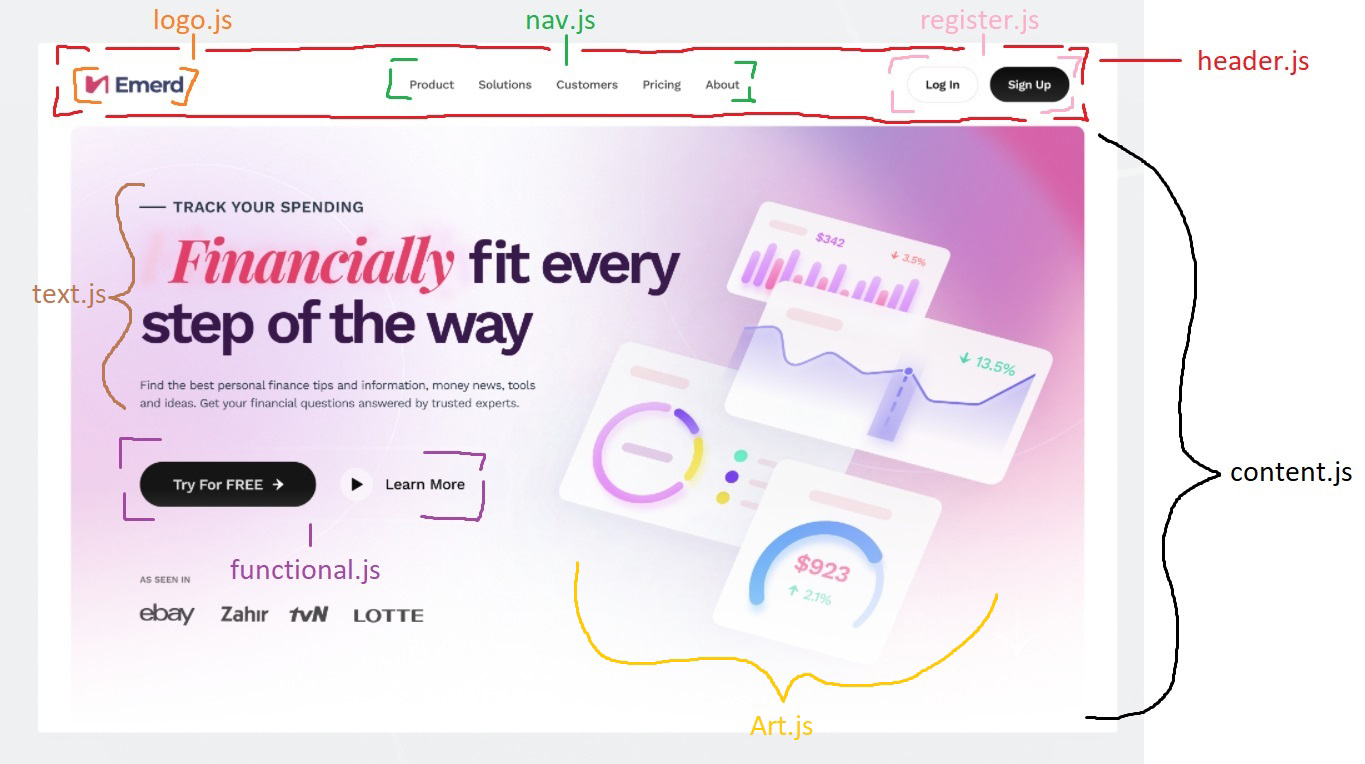 logo.js
nav.js
register.js
header.js
Emerd
Product Solutions Customers Pricing About
Log In
Sign Up
TRACK YOUR SPENDING
Financially fit every
step of the way
text.js
Find the best personal finance tips and information, money news, tools
and ideas. Get your financial questions answered by trusted experts.
Try For FREE →
Learn More
functional.js
AS SEEN IN
ebay Zahır tvN LOTTE
$342
↓ 3.5%
↓ 13.5%
$923
↑ 2.1%
Art.js
content.js